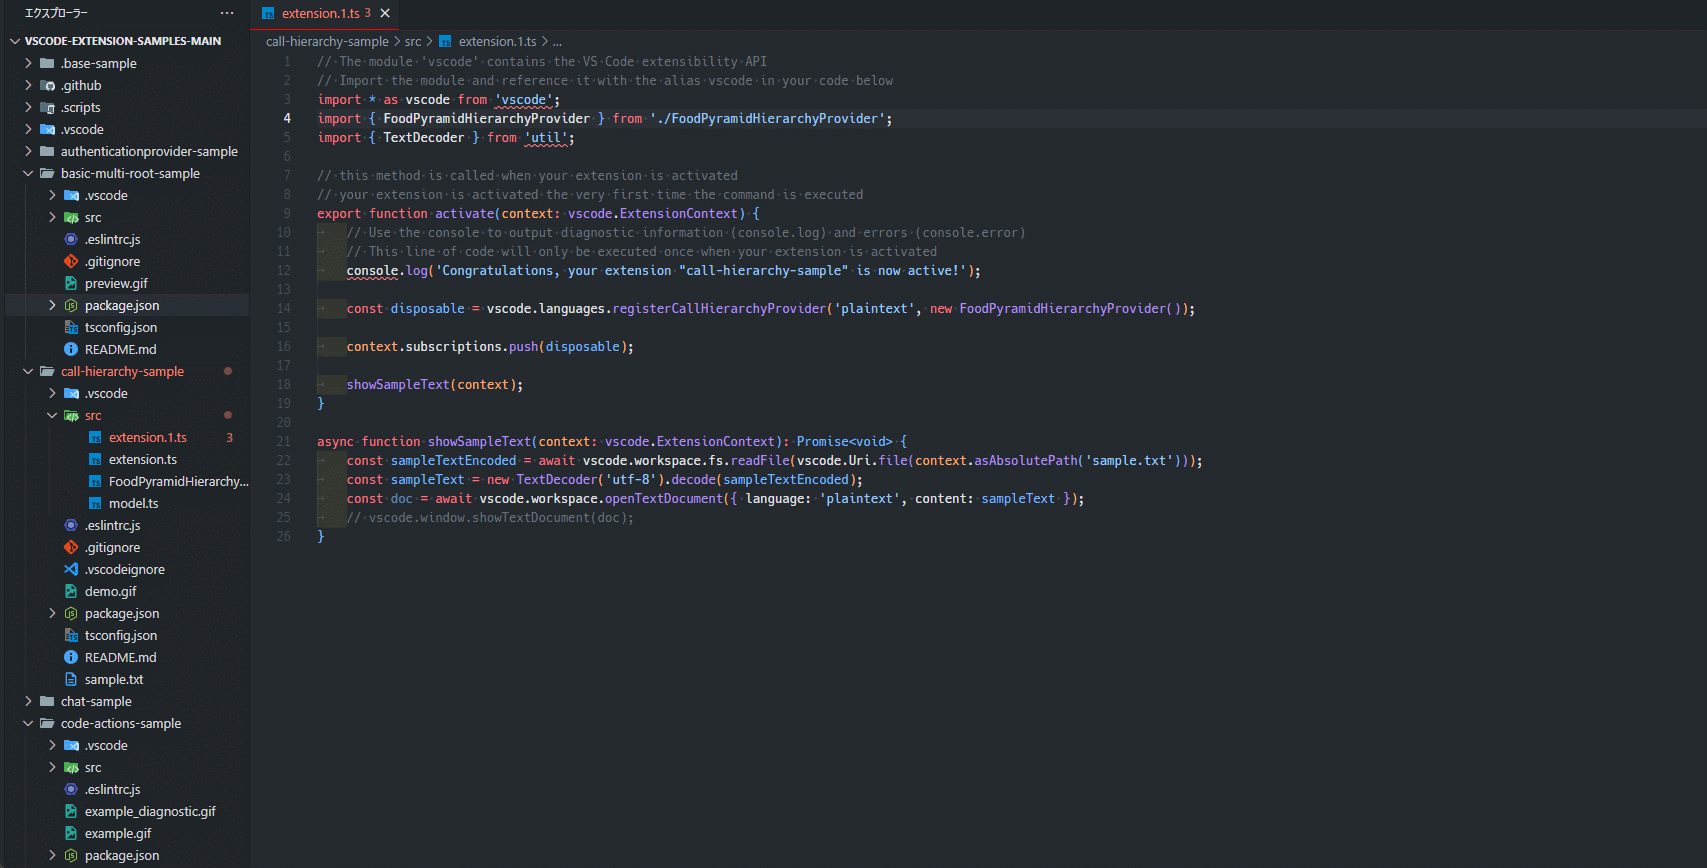 エクスプローラー ···
VSCODE-EXTENSION-SAMPLES-MAIN
.base-sample
.github
.scripts
.vscode
authenticationprovider-sample
basic-multi-root-sample
.vscode
src
.eslintrc.js
.gitignore
preview.gif
package.json
tsconfig.json
README.md
call-hierarchy-sample
.vscode
src
extension.1.ts 3
extension.ts
FoodPyramidHierarchy...
model.ts
.eslintrc.js
.gitignore
.vscodeignore
demo.gif
package.json
tsconfig.json
README.md
sample.txt
chat-sample
code-actions-sample
.vscode
src
.eslintrc.js
example_diagnostic.gif
example.gif
package.json
extension.1.ts 3
call-hierarchy-sample > src > extension.1.ts > ...
1 // The module 'vscode' contains the VS Code extensibility API
2 // Import the module and reference it with the alias vscode in your code below
3 import * as vscode from 'vscode';
4 import { FoodPyramidHierarchyProvider } from './FoodPyramidHierarchyProvider';
5 import { TextDecoder } from 'util';
6
7 // this method is called when your extension is activated
8 // your extension is activated the very first time the command is executed
9 export function activate(context: vscode.ExtensionContext) {
10 // Use the console to output diagnostic information (console.log) and errors (console.error)
11 // This line of code will only be executed once when your extension is activated
12 console.log('Congratulations, your extension "call-hierarchy-sample" is now active!');
13
14 const disposable = vscode.languages.registerCallHierarchyProvider('plaintext', new FoodPyramidHierarchyProvider());
15
16 context.subscriptions.push(disposable);
17
18 showSampleText(context);
19 }
20
21 async function showSampleText(context: vscode.ExtensionContext): Promise<void> {
22 const sampleTextEncoded = await vscode.workspace.fs.readFile(vscode.Uri.file(context.asAbsolutePath('sample.txt')));
23 const sampleText = new TextDecoder('utf-8').decode(sampleTextEncoded);
24 const doc = await vscode.workspace.openTextDocument({ language: 'plaintext', content: sampleText });
25 // vscode.window.showTextDocument(doc);
26 }